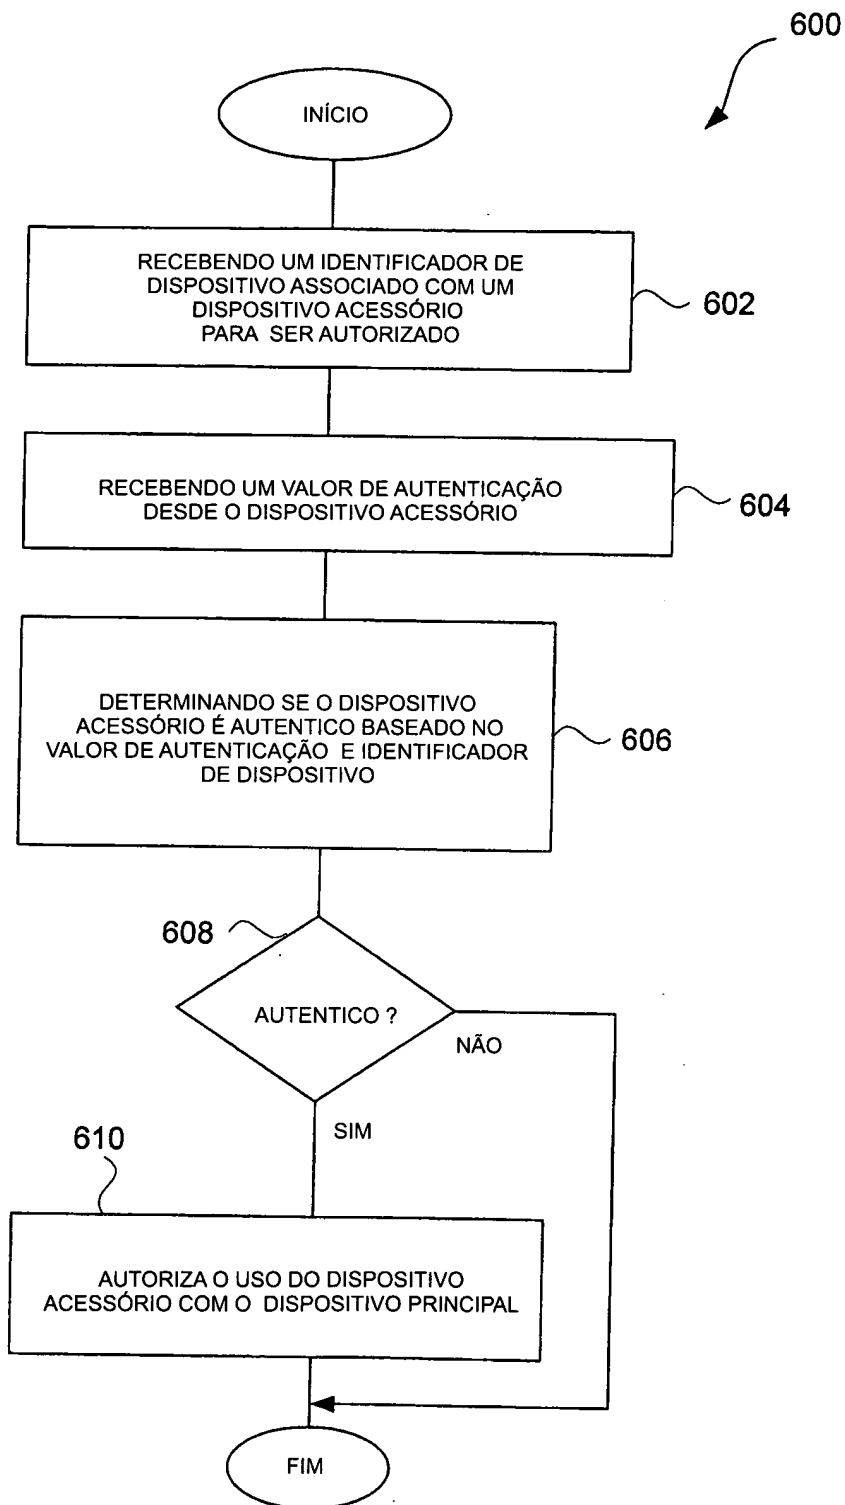 600
INÍCIO
RECEBENDO UM IDENTIFICADOR DE
DISPOSITIVO ASSOCIADO COM UM
DISPOSITIVO ACESSÓRIO
PARA SER AUTORIZADO
602
RECEBENDO UM VALOR DE AUTENTICAÇÃO
DESDE O DISPOSITIVO ACESSÓRIO
604
DETERMINANDO SE O DISPOSITIVO
ACESSÓRIO É AUTENTICO BASEADO NO
VALOR DE AUTENTICAÇÃO E IDENTIFICADOR
DE DISPOSITIVO
606
608
AUTENTICO ?
NÃO
SIM
610
AUTORIZA O USO DO DISPOSITIVO
ACESSÓRIO COM O DISPOSITIVO PRINCIPAL
FIM